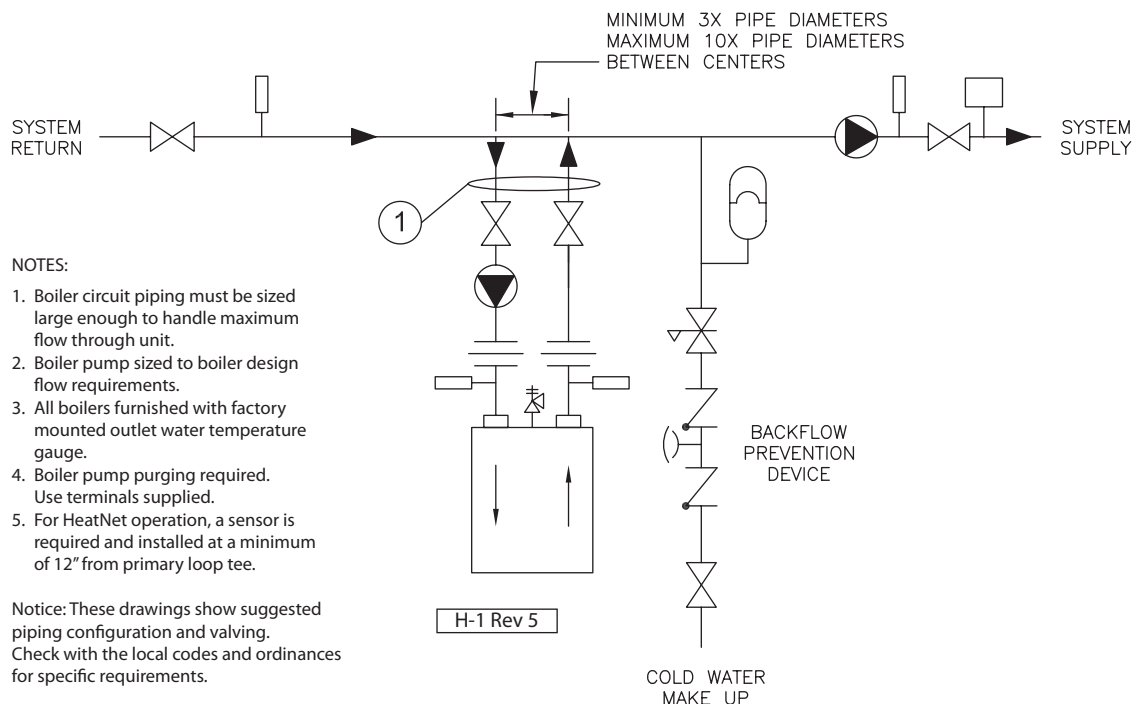 MINIMUM 3X PIPE DIAMETERS
MAXIMUM 10X PIPE DIAMETERS
BETWEEN CENTERS
SYSTEM
RETURN
SYSTEM
SUPPLY
1
NOTES:
1. Boiler circuit piping must be sized
large enough to handle maximum
flow through unit.
2. Boiler pump sized to boiler design
flow requirements.
3. All boilers furnished with factory
mounted outlet water temperature
gauge.
4. Boiler pump purging required.
Use terminals supplied.
5. For HeatNet operation, a sensor is
required and installed at a minimum
of 12" from primary loop tee.
Notice: These drawings show suggested
piping configuration and valving.
Check with the local codes and ordinances
for specific requirements.
BACKFLOW
PREVENTION
DEVICE
H-1 Rev 5
COLD WATER
MAKE UP